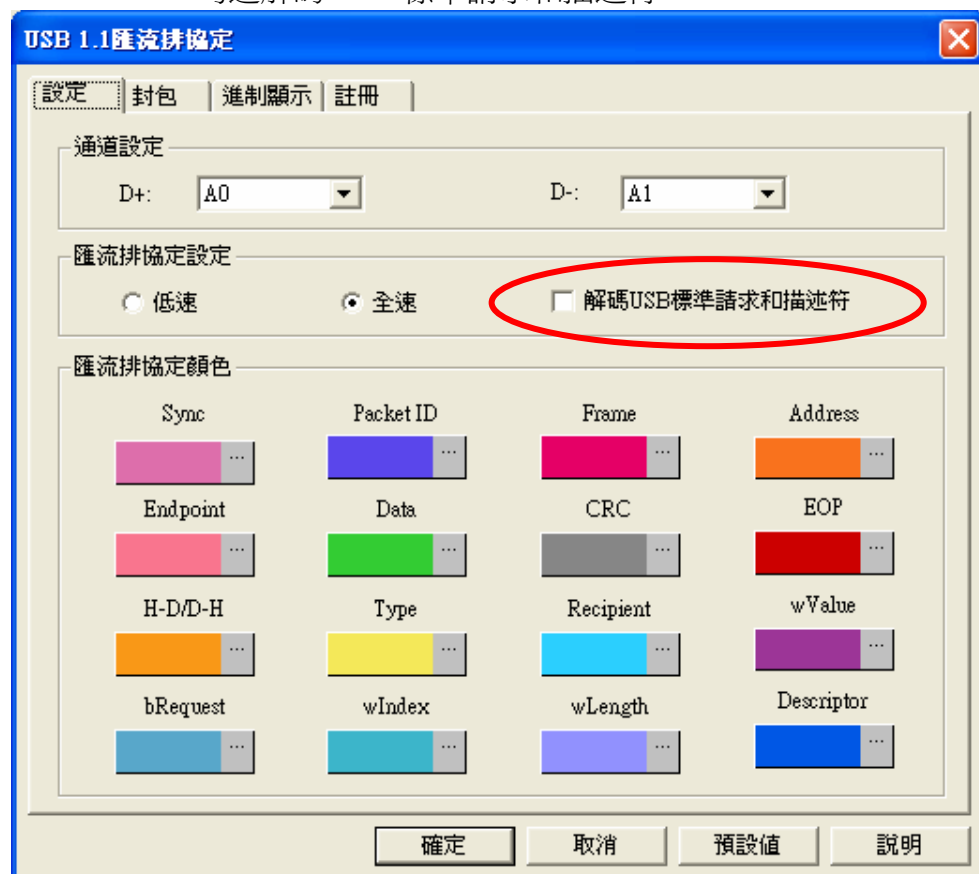 USB 1.1匯流排協定
設定 封包 進制顯示 註冊
通道設定
D+: A0 D-: A1
匯流排協定設定
低速 全速 解碼USB標準請求和描述符
匯流排協定顏色
Sync Packet ID Frame Address
... ... ... ...
Endpoint Data CRC EOP
... ... ... ...
H-D/D-H Type Recipient wValue
... ... ... ...
bRequest wIndex wLength Descriptor
... ... ... ...
確定 取消 預設值 說明